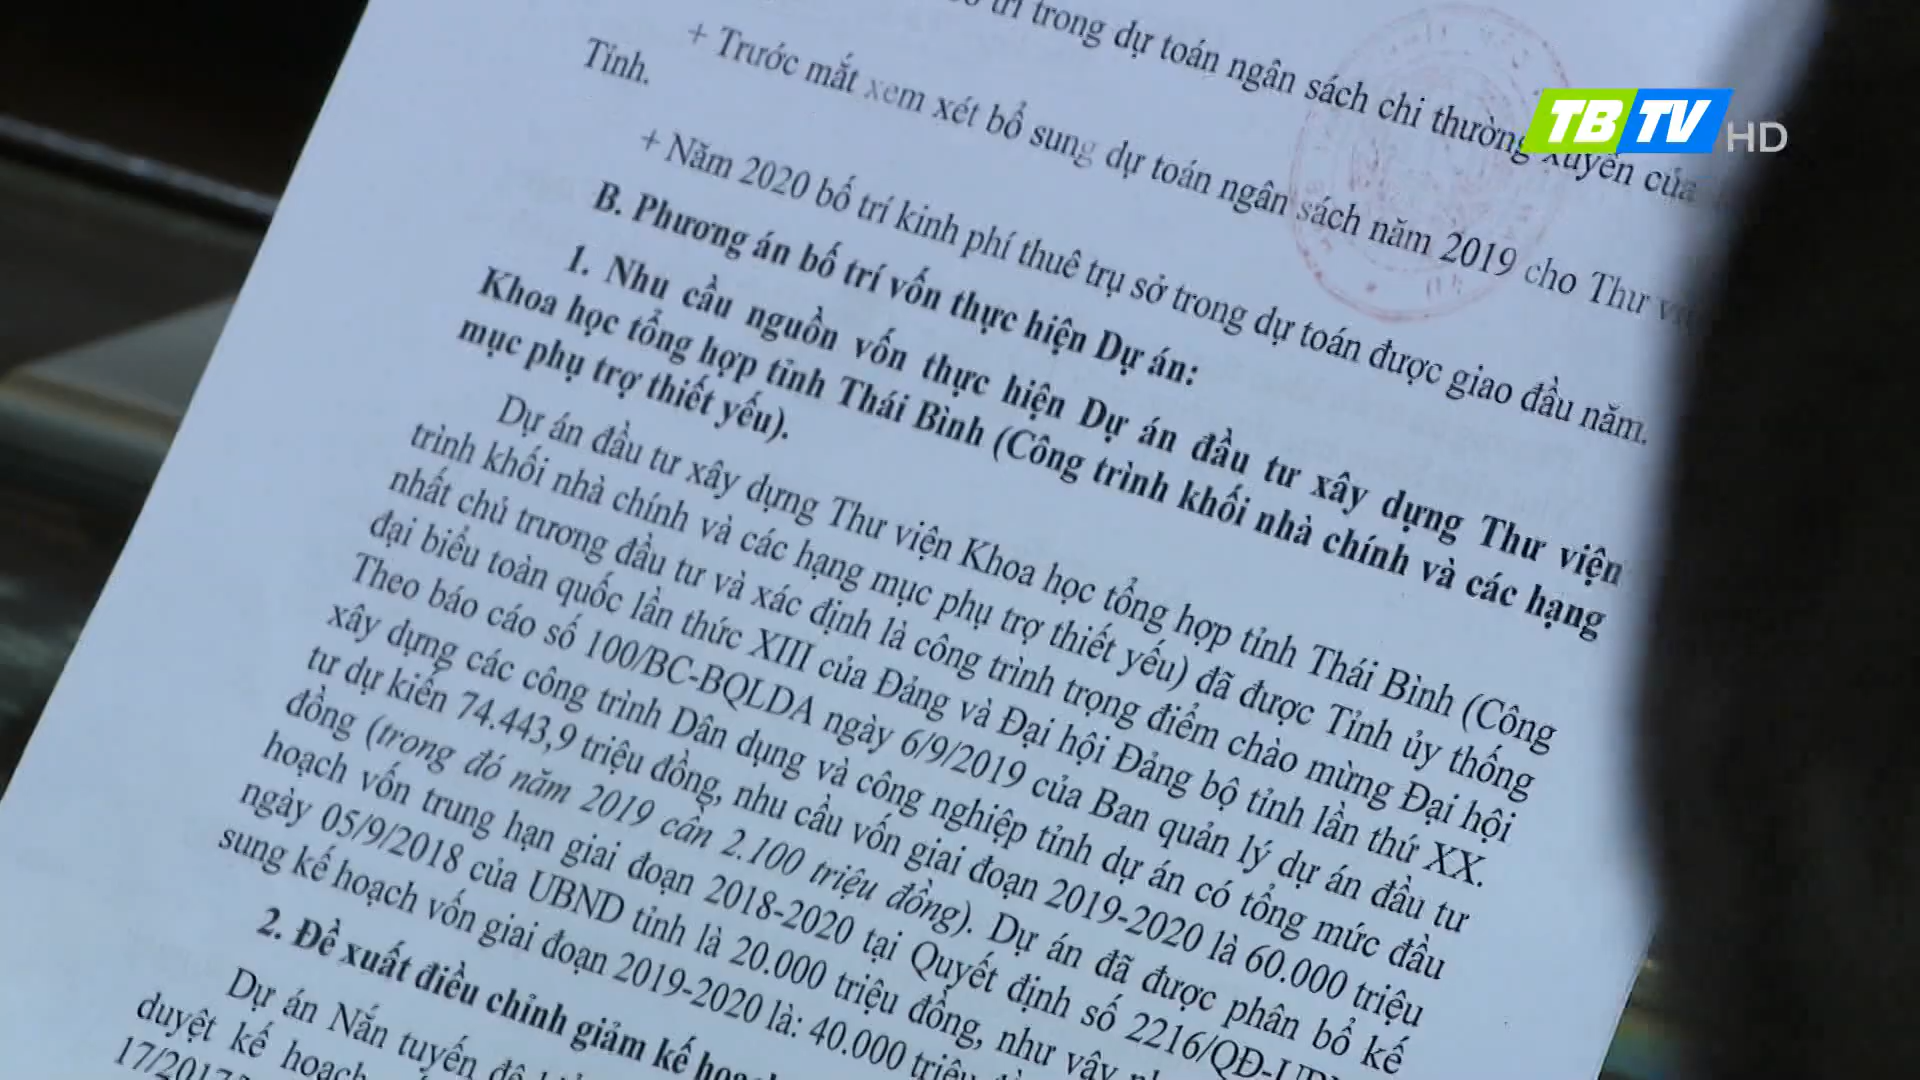 trí trong dự toán ngân sách chi thường xuyên của
+ Trước mắt xem xét bổ sung dự toán ngân sách năm 2019 cho Thư
Tỉnh.
+ Năm 2020 bố trí kinh phí thuê trụ sở trong dự toán được giao đầu năm.
B. Phương án bố trí vốn thực hiện Dự án:
1. Nhu cầu nguồn vốn thực hiện Dự án đầu tư xây dựng Thư viện
Khoa học tổng hợp tỉnh Thái Bình (Công trình khối nhà chính và các hạng
mục phụ trợ thiết yếu).
Dự án đầu tư xây dựng Thư viện Khoa học tổng hợp tỉnh Thái Bình (Công
trình khối nhà chính và các hạng mục phụ trợ thiết yếu) đã được Tỉnh ủy thống
nhất chủ trương đầu tư và xác định là công trình trọng điểm chào mừng Đại hội
đại biểu toàn quốc lần thức XIII của Đảng và Đại hội Đảng bộ tỉnh lần thứ XX.
Theo báo cáo số 100/BC-BQLDA ngày 6/9/2019 của Ban quản lý dự án đầu tư
xây dựng các công trình Dân dụng và công nghiệp tỉnh dự án có tổng mức đầu
tư dự kiến 74.443,9 triệu đồng, nhu cầu vốn giai đoạn 2019-2020 là 60.000 triệu
đồng (trong đó năm 2019 cần 2.100 triệu đồng). Dự án đã được phân bổ kế
hoạch vốn trung hạn giai đoạn 2018-2020 tại Quyết định số 2216/QĐ-UBND
ngày 05/9/2018 của UBND tỉnh là 20.000 triệu đồng, như vậy
sung kế hoạch vốn giai đoạn 2019-2020 là: 40.000 triệu
2. Đề xuất điều chỉnh giảm kế
Dự án Nắn tuyến đê
duyệt kế hoạch
TBTV HD